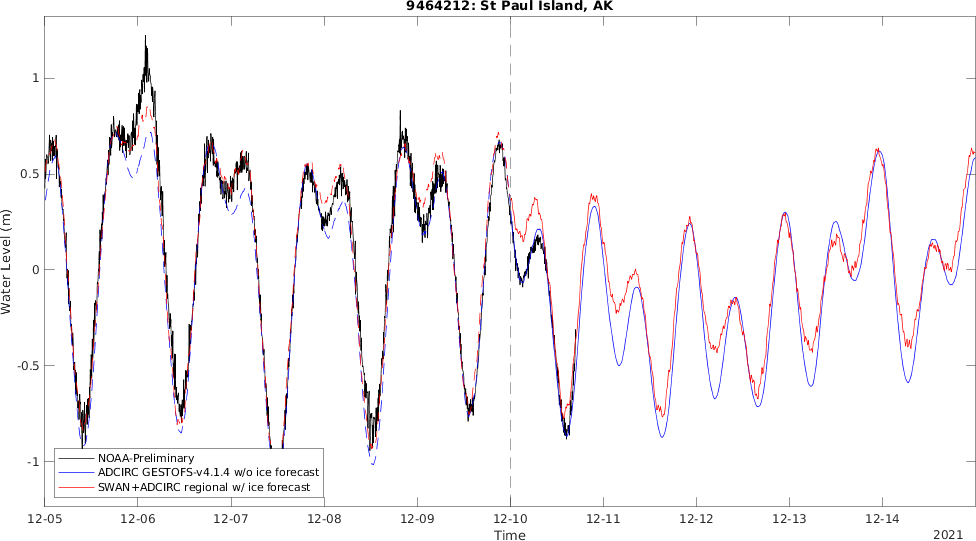 9464212: St Paul Island, AK
Water Level (m)
1
0.5
0
-0.5
-1
NOAA-Preliminary
ADCIRC GESTOFS-v4.1.4 w/o ice forecast
SWAN+ADCIRC regional w/ ice forecast
12-05 12-06 12-07 12-08 12-09 12-10 12-11 12-12 12-13 12-14
Time
2021